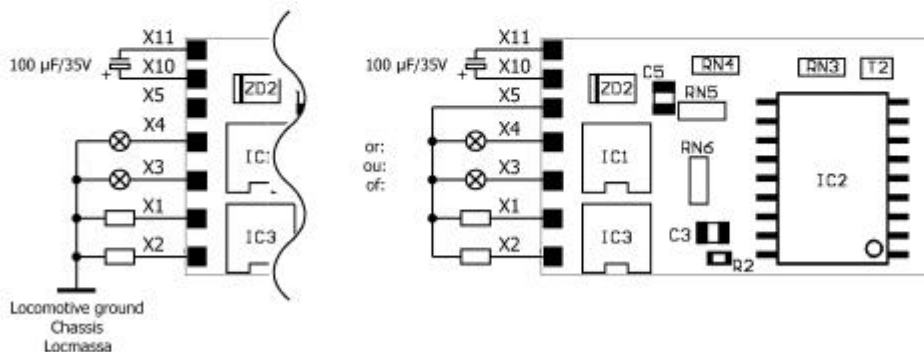 X11
100 µF/35V
+
X10
X5
X4
X3
X1
X2
ZD2
IC1
IC3
Locomotive ground
Chassis
Locmassa
or:
ou:
of:
X11
100 µF/35V
+
X10
X5
X4
X3
X1
X2
ZD2
C5
RN4
RN3
T2
RN5
IC1
RN6
IC2
IC3
C3
R2